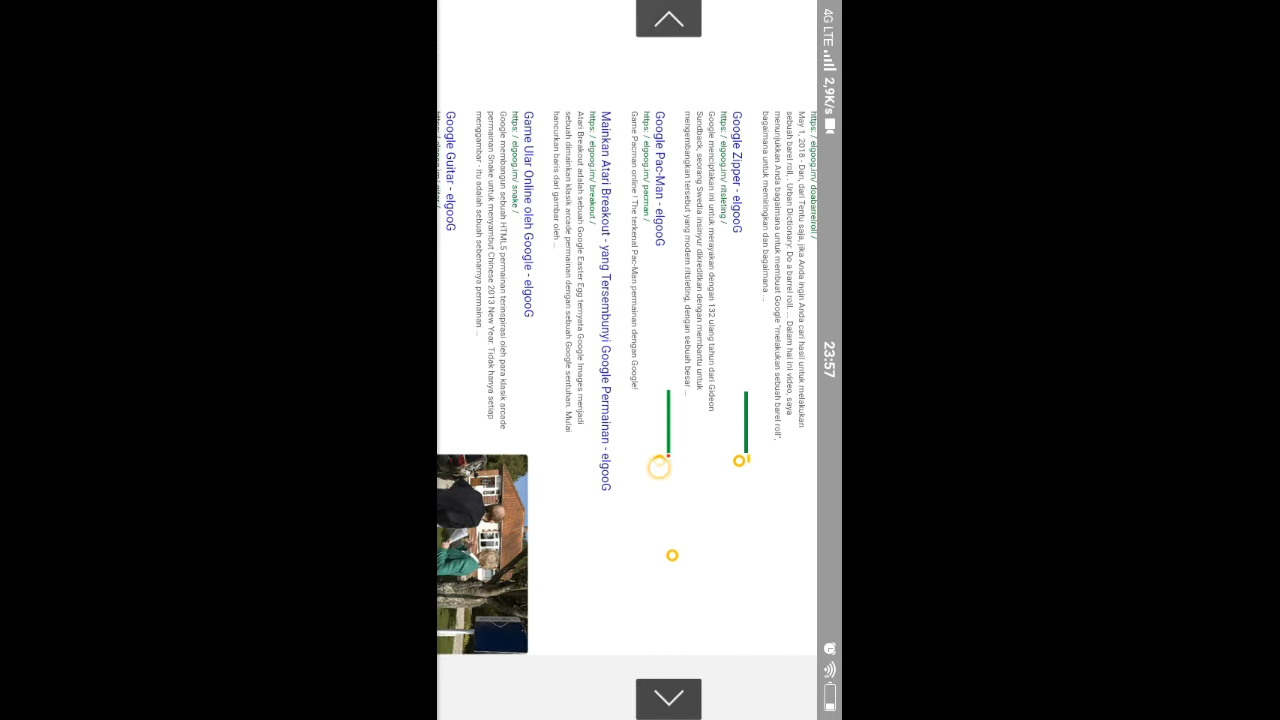 4G LTE 2,9K/s 23:57
https: / elgoog.im/ doabarrelroll /
May 1, 2018 - Dan, dari Tentu saja, jika Anda ingin Anda cari hasil untuk melakukan
sebuah barel roll, . Urban Dictionary: Do a barrel roll. ... Dalam hal ini video, saya
menunjukkan Anda bagaimana untuk membuat Google "melakukan sebuah barel roll",
bagaimana untuk memiringkan dan bagaimana ...
Google Zipper - elgooG
https: / elgoog.im/ ritsleting /
Google menciptakan ini untuk merayakan dengan 132 ulang tahun dari Gideon
Sundback, seorang Swedia insinyur dikreditkan dengan membantu untuk
mengembangkan tersebut yang modern ritsleting, dengan sebuah besar ...
Google Pac-Man - elgooG
https: / elgoog.im/ pacman /
Game Pacman online ! The terkenal Pac-Man permainan dengan Google!
Mainkan Atari Breakout - yang Tersembunyi Google Permainan - elgooG
https: / elgoog.im/ breakout /
Atari Breakout adalah sebuah Google Easter Egg ternyata Google Images menjadi
sebuah dimainkan klasik arcade permainan dengan sebuah Google sentuhan. Mulai
hancurkan baris dari gambar oleh ...
Game Ular Online oleh Google - elgooG
https: / elgoog.im/ snake /
Google membangun sebuah HTML5 permainan terinspirasi oleh para klasik arcade
permainan Snake untuk menyambut Chinese 2013 New Year. Tidak hanya setiap
menggambar - itu adalah sebuah sebenarnya permainan ...
Google Guitar - elgooG